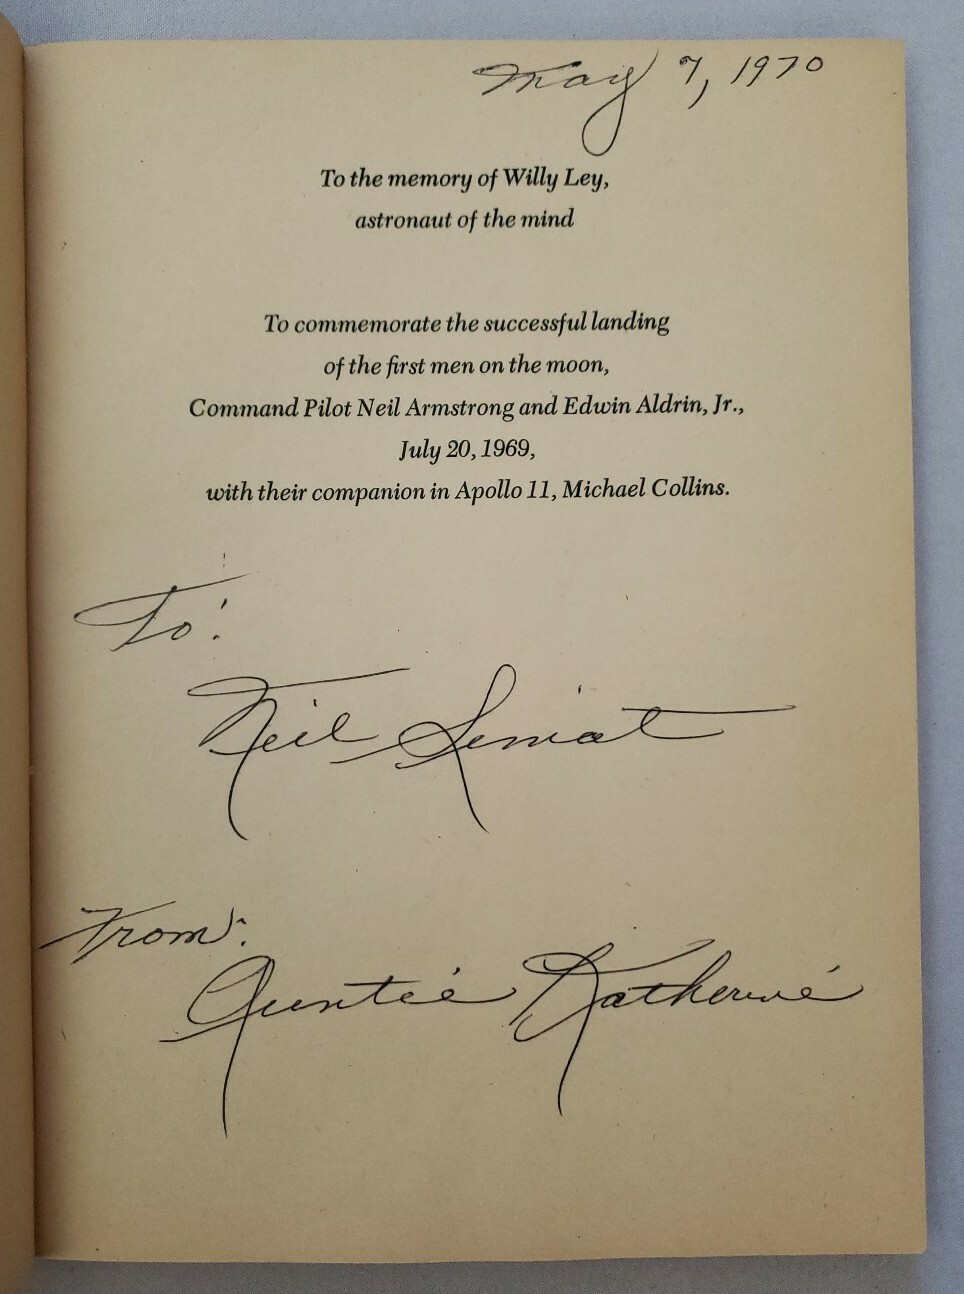 May 7, 1970
To the memory of Willy Ley,
astronaut of the mind
To commemorate the successful landing
of the first men on the moon,
Command Pilot Neil Armstrong and Edwin Aldrin, Jr.,
July 20, 1969,
with their companion in Apollo 11, Michael Collins.
To:
Neil
From:
Auntie Katherine